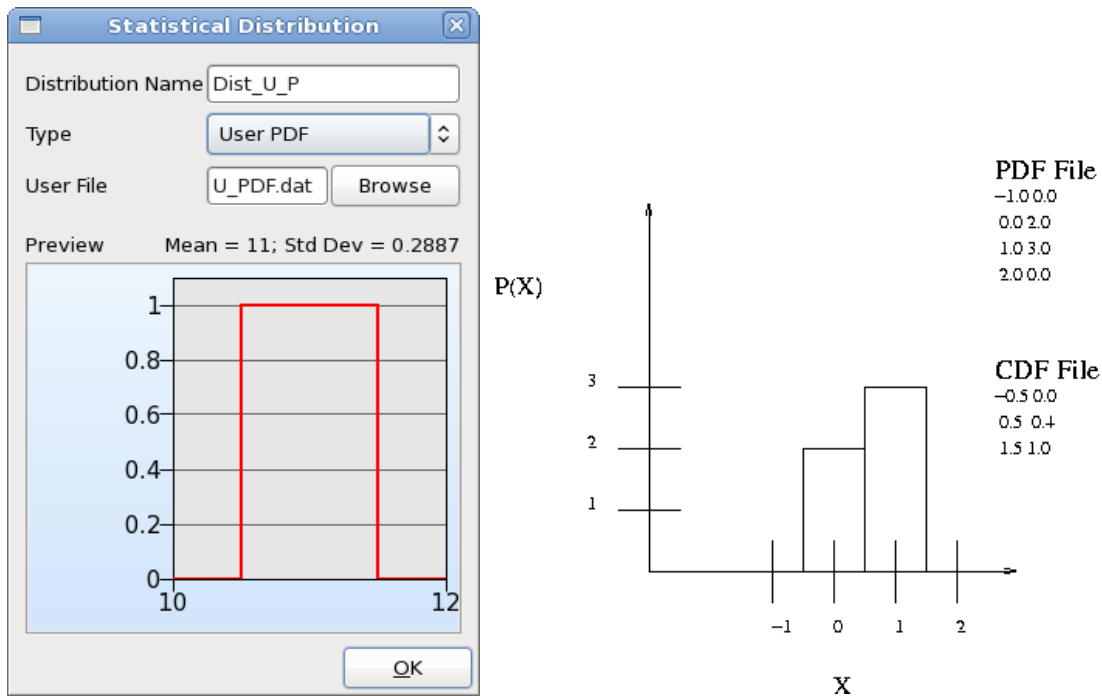 Statistical Distribution
Distribution Name Dist_U_P
Type User PDF
User File U_PDF.dat Browse
Preview Mean = 11; Std Dev = 0.2887
1
0.8
0.6
0.4
0.2
0
10 12
OK
P(X)
3
2
1
-1 0 1 2
X
PDF File
-1.0 0.0
0.0 2.0
1.0 3.0
2.0 0.0
CDF File
-0.5 0.0
0.5 0.4
1.5 1.0